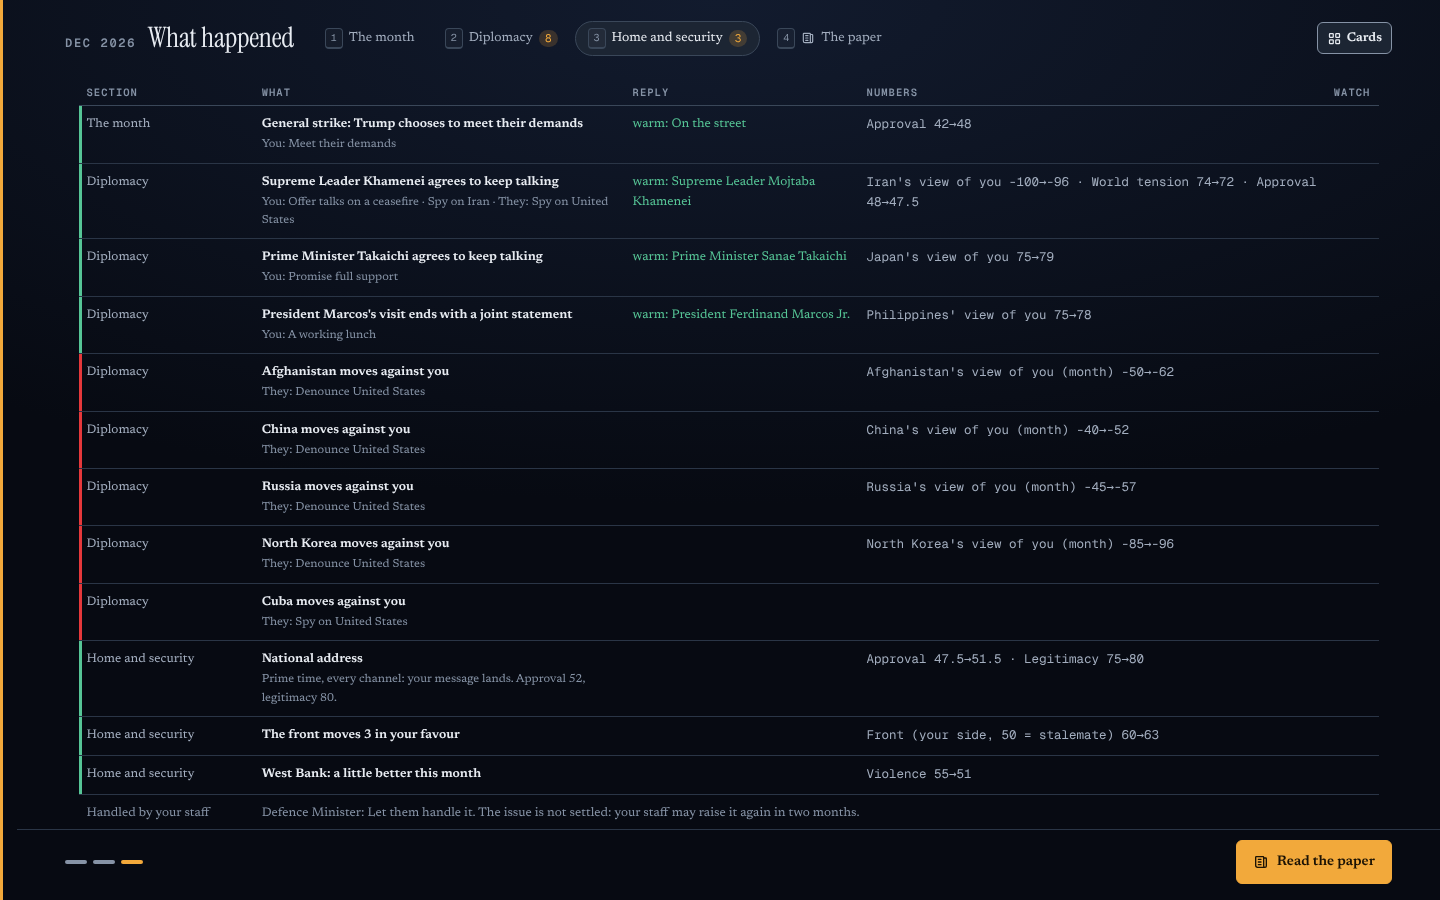 DEC 2026 What happened 1 The month 2 Diplomacy 8 3 Home and security 3 4 The paper Cards
SECTION WHAT REPLY NUMBERS WATCH
The month General strike: Trump chooses to meet their demands warm: On the street Approval 42→48
You: Meet their demands
Diplomacy Supreme Leader Khamenei agrees to keep talking warm: Supreme Leader Mojtaba Iran's view of you -100→-96 · World tension 74→72 · Approval
You: Offer talks on a ceasefire · Spy on Iran · They: Spy on United Khamenei 48→47.5
States
Diplomacy Prime Minister Takaichi agrees to keep talking warm: Prime Minister Sanae Takaichi Japan's view of you 75→79
You: Promise full support
Diplomacy President Marcos's visit ends with a joint statement warm: President Ferdinand Marcos Jr. Philippines' view of you 75→78
You: A working lunch
Diplomacy Afghanistan moves against you Afghanistan's view of you (month) -50→-62
They: Denounce United States
Diplomacy China moves against you China's view of you (month) -40→-52
They: Denounce United States
Diplomacy Russia moves against you Russia's view of you (month) -45→-57
They: Denounce United States
Diplomacy North Korea moves against you North Korea's view of you (month) -85→-96
They: Denounce United States
Diplomacy Cuba moves against you
They: Spy on United States
Home and security National address Approval 47.5→51.5 · Legitimacy 75→80
Prime time, every channel: your message lands. Approval 52,
legitimacy 80.
Home and security The front moves 3 in your favour Front (your side, 50 = stalemate) 60→63
Home and security West Bank: a little better this month Violence 55→51
Handled by your staff Defence Minister: Let them handle it. The issue is not settled: your staff may raise it again in two months.
Read the paper